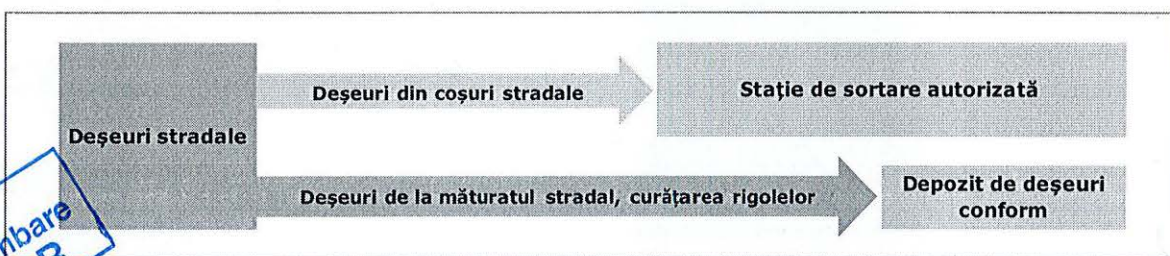 Deșeuri stradale
Deșeuri din coșuri stradale
Stație de sortare autorizată
Deșeuri de la măturatul stradal, curățarea rigolelor
Depozit de deșeuri
conform